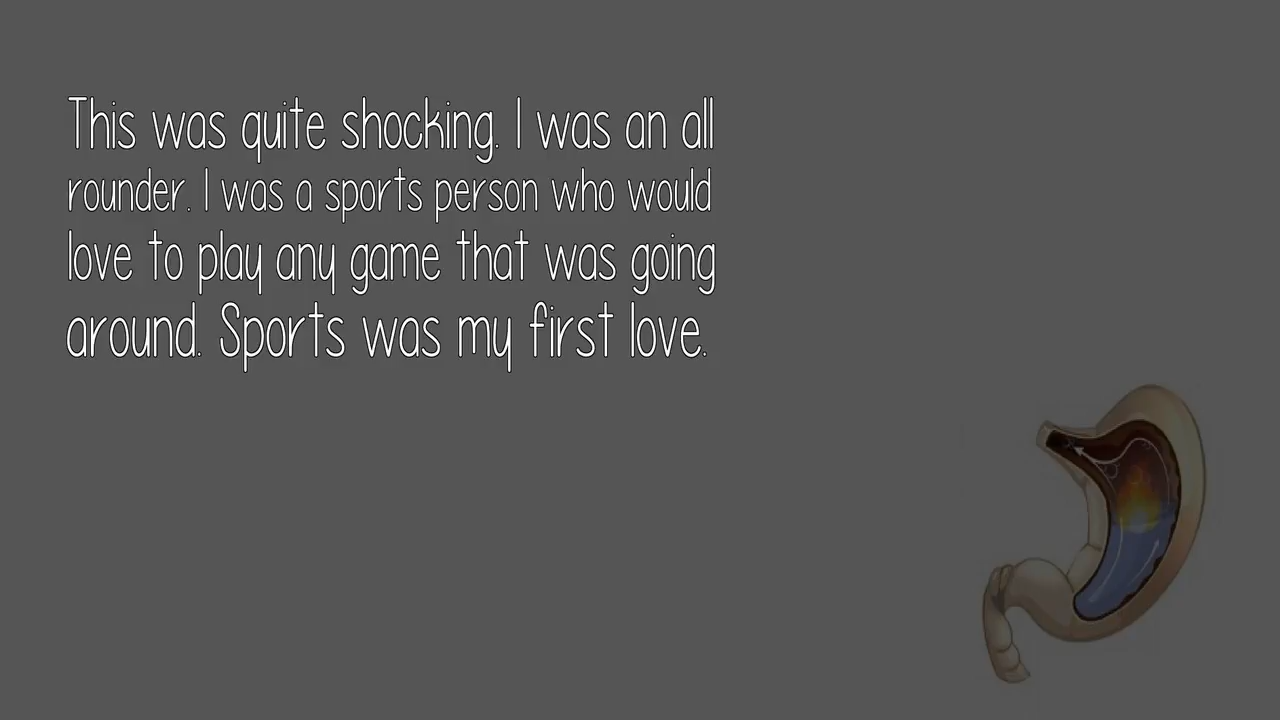 This was quite shocking. I was an all
rounder. I was a sports person who would
love to play any game that was going
around. Sports was my first love.